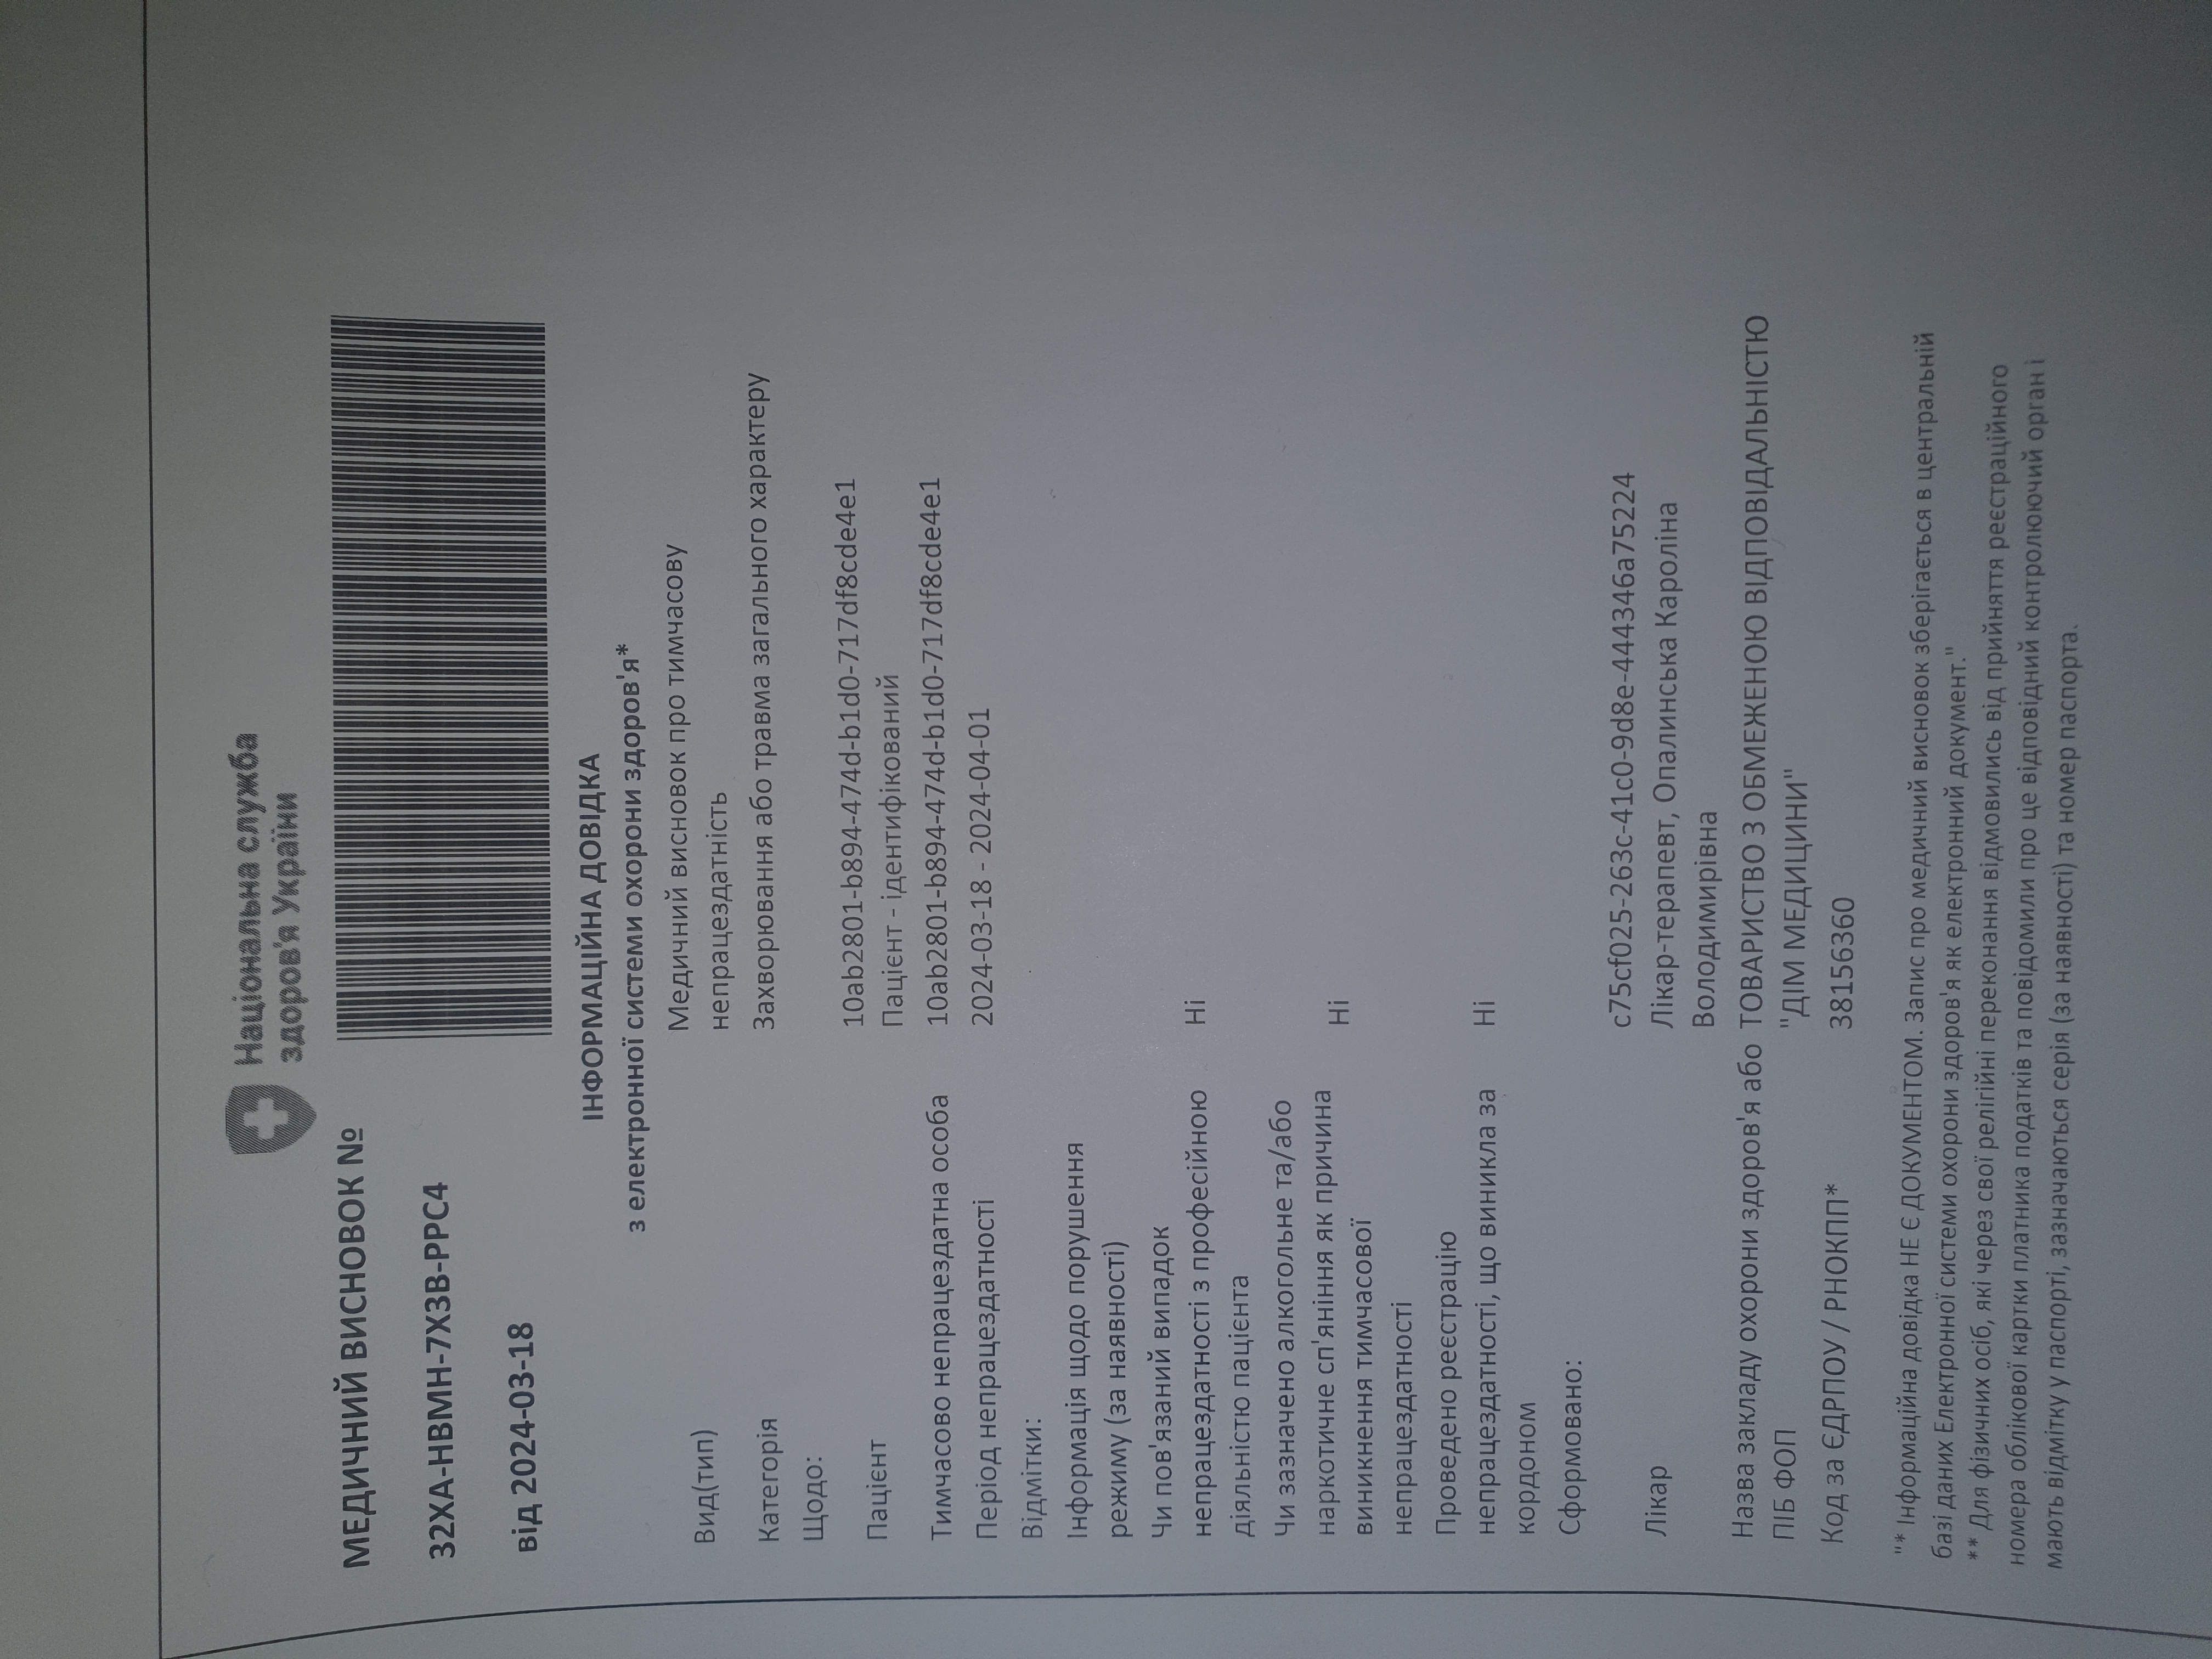 Національна служба
здоров'я України
МЕДИЧНИЙ ВИСНОВОК №
32ХА-НВМН-7Х3В-РРС4
від 2024-03-18
ІНФОРМАЦІЙНА ДОВІДКА
з електронної системи охорони здоров'я*
Вид(тип)
Медичний висновок про тимчасову
непрацездатність
Категорія
Захворювання або травма загального характеру
Щодо:
Пацієнт
10ab2801-b894-474d-b1d0-717df8cde4e1
Пацієнт - ідентифікований
Тимчасово непрацездатна особа
10ab2801-b894-474d-b1d0-717df8cde4e1
Період непрацездатності
2024-03-18 - 2024-04-01
Відмітки:
Інформація щодо порушення
режиму (за наявності)
Чи пов'язаний випадок
непрацездатності з професійною
діяльністю пацієнта
Ні
Чи зазначено алкогольне та/або
наркотичне сп'яніння як причина
виникнення тимчасової
непрацездатності
Ні
Проведено реєстрацію
непрацездатності, що виникла за
кордоном
Ні
Сформовано:
Лікар
c75cf025-263c-41c0-9d8e-444346a75224
Лікар-терапевт, Опалинська Кароліна
Володимирівна
Назва закладу охорони здоров'я або
ПІБ ФОП
ТОВАРИСТВО З ОБМЕЖЕНОЮ ВІДПОВІДАЛЬНІСТЮ
"ДІМ МЕДИЦИНИ"
Код за ЄДРПОУ / РНОКПП*
38156360
"* Інформаційна довідка НЕ Є ДОКУМЕНТОМ. Запис про медичний висновок зберігається в центральній
базі даних Електронної системи охорони здоров'я як електронний документ."
** Для фізичних осіб, які через свої релігійні переконання відмовились від прийняття реєстраційного
номера облікової картки платника податків та повідомили про це відповідний контролюючий орган і
мають відмітку у паспорті, зазначаються серія (за наявності) та номер паспорта.